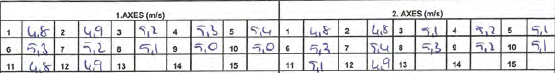 1.AXES (m/s) 2. AXES (m/s)
1 4,8 2 4,9 3 5,2 4 5,3 5 5,4 1 4,8 2 4,8 3 5,1 4 5,2 5 5,1
6 5,3 7 5,2 8 5,1 9 5,0 10 5,0 6 5,3 7 5,4 8 5,3 9 5,2 10 5,1
11 4,8 12 4,9 13 14 15 11 5,1 12 4,9 13 14 15